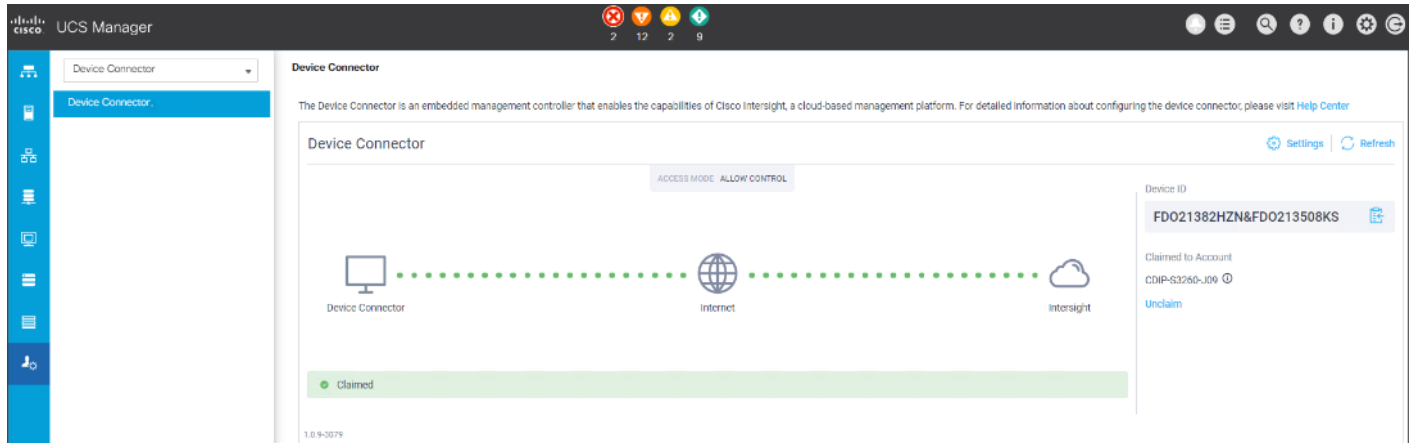 cisco. UCS Manager
2 12 2 9
Device Connector
Device Connector.
Device Connector
The Device Connector is an embedded management controller that enables the capabilities of Cisco Intersight, a cloud-based management platform. For detailed information about configuring the device connector, please visit Help Center
Device Connector
Settings
Refresh
ACCESS MODE ALLOW CONTROL
Device Connector
Internet
Intersight
Claimed
1.0.9-3079
Device ID
FDO21382HZN&FDO213508KS
Claimed to Account
CDIP-S3260-J09
Unclaim